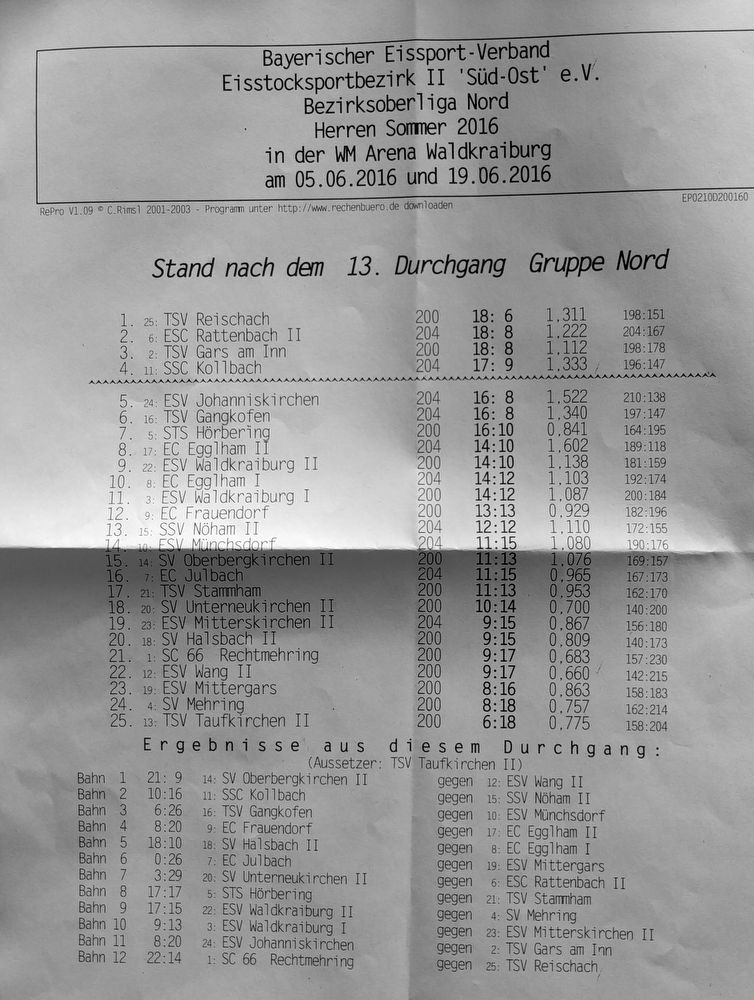 Bayerischer Eissport-Verband
Eisstocksportbezirk II 'Süd-Ost' e.V.
Bezirksoberliga Nord
Herren Sommer 2016
in der WM Arena Waldkraiburg
am 05.06.2016 und 19.06.2016
RePro V1.09 © C.Rimsl 2001-2003 - Programm unter http://www.rechenbuero.de downloaden EP0210D200160
Stand nach dem 13. Durchgang Gruppe Nord
1. 25: TSV Reischach 200 18: 6 1,311 198:151
2. 6: ESC Rattenbach II 204 18: 8 1,222 204:167
3. 2: TSV Gars am Inn 200 18: 8 1,112 198:178
4. 11: SSC Kollbach 204 17: 9 1,333 196:147
5. 24: ESV Johanniskirchen 204 16: 8 1,522 210:138
6. 16: TSV Gangkofen 204 16: 8 1,340 197:147
7. 5: STS Hörbering 200 16:10 0,841 164:195
8. 17: EC Egglham II 204 14:10 1,602 189:118
9. 22: ESV Waldkraiburg II 200 14:10 1,138 181:159
10. 8: EC Egglham I 204 14:12 1,103 192:174
11. 3: ESV Waldkraiburg I 200 14:12 1,087 200:184
12. 9: EC Frauendorf 200 13:13 0,929 182:196
13. 15: SSV Nöham II 204 12:12 1,110 172:155
14. 10: ESV Münchsdorf 204 11:15 1,080 190:176
15. 14: SV Oberbergkirchen II 200 11:13 1,076 169:157
16. 7: EC Julbach 204 11:15 0,965 167:173
17. 21: TSV Stammham 200 11:13 0,953 162:170
18. 20: SV Unterneukirchen II 200 10:14 0,700 140:200
19. 23: ESV Mitterskirchen II 204 9:15 0,867 156:180
20. 18: SV Halsbach II 200 9:15 0,809 140:173
21. 1: SC 66 Rechtmehring 200 9:17 0,683 157:230
22. 12: ESV Wang II 200 9:17 0,660 142:215
23. 19: ESV Mittergars 200 8:16 0,863 158:183
24. 4: SV Mehring 200 8:18 0,757 162:214
25. 13: TSV Taufkirchen II 200 6:18 0,775 158:204
Ergebnisse aus diesem Durchgang:
(Aussetzer: TSV Taufkirchen II)
Bahn 1 21: 9 14: SV Oberbergkirchen II gegen 12: ESV Wang II
Bahn 2 10:16 11: SSC Kollbach gegen 15: SSV Nöham II
Bahn 3 6:26 16: TSV Gangkofen gegen 10: ESV Münchsdorf
Bahn 4 8:20 9: EC Frauendorf gegen 17: EC Egglham II
Bahn 5 18:10 18: SV Halsbach II gegen 8: EC Egglham I
Bahn 6 0:26 7: EC Julbach gegen 19: ESV Mittergars
Bahn 7 3:29 20: SV Unterneukirchen II gegen 6: ESC Rattenbach II
Bahn 8 17:17 5: STS Hörbering gegen 21: TSV Stammham
Bahn 9 17:15 22: ESV Waldkraiburg II gegen 4: SV Mehring
Bahn 10 9:13 3: ESV Waldkraiburg I gegen 23: ESV Mitterskirchen II
Bahn 11 8:20 24: ESV Johanniskirchen gegen 2: TSV Gars am Inn
Bahn 12 22:14 1: SC 66 Rechtmehring gegen 25: TSV Reischach